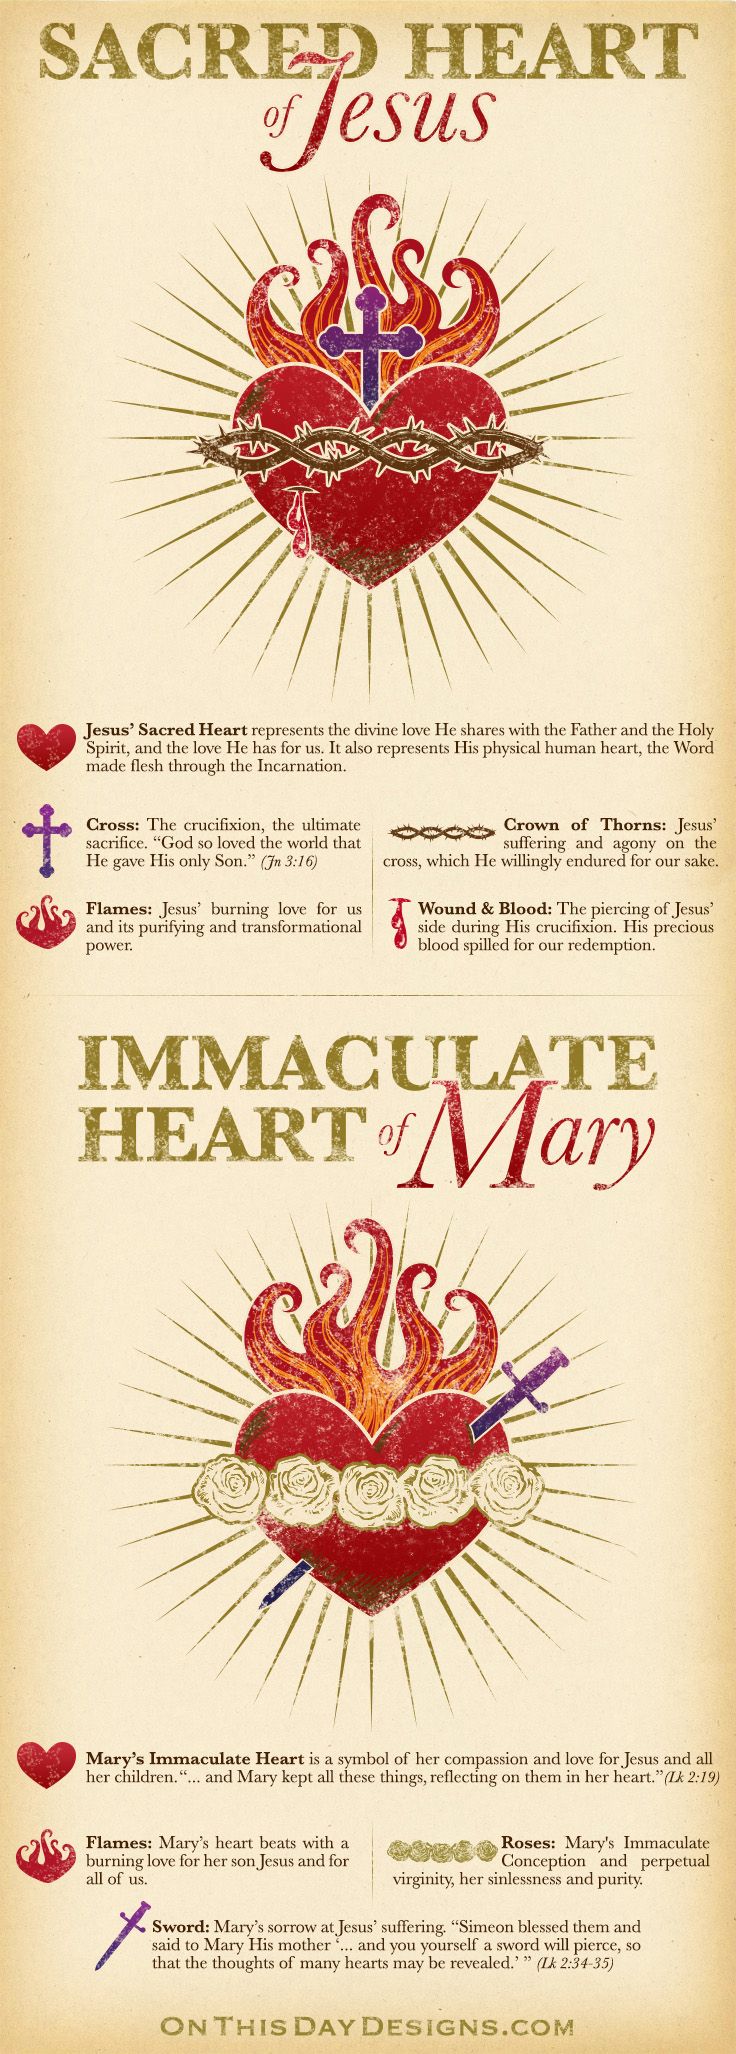 SACRED HEART
of Jesus
Jesus’ Sacred Heart represents the divine love He shares with the Father and the Holy
Spirit, and the love He has for us. It also represents His physical human heart, the Word
made flesh through the Incarnation.
Cross: The crucifixion, the ultimate
sacrifice. “God so loved the world that
He gave His only Son.” (Jn 3:16)
Crown of Thorns: Jesus’
suffering and agony on the
cross, which He willingly endured for our sake.
Flames: Jesus’ burning love for us
and its purifying and transformational
power.
Wound & Blood: The piercing of Jesus’
side during His crucifixion. His precious
blood spilled for our redemption.
IMMACULATE
HEART of Mary
Mary’s Immaculate Heart is a symbol of her compassion and love for Jesus and all
her children. “... and Mary kept all these things, reflecting on them in her heart.” (Lk 2:19)
Flames: Mary’s heart beats with a
burning love for her son Jesus and for
all of us.
Roses: Mary's Immaculate
Conception and perpetual
virginity, her sinlessness and purity.
Sword: Mary’s sorrow at Jesus’ suffering. “Simeon blessed them and
said to Mary His mother ‘... and you yourself a sword will pierce, so
that the thoughts of many hearts may be revealed.’ ” (Lk 2:34-35)
ONTHISDAYDESIGNS.COM